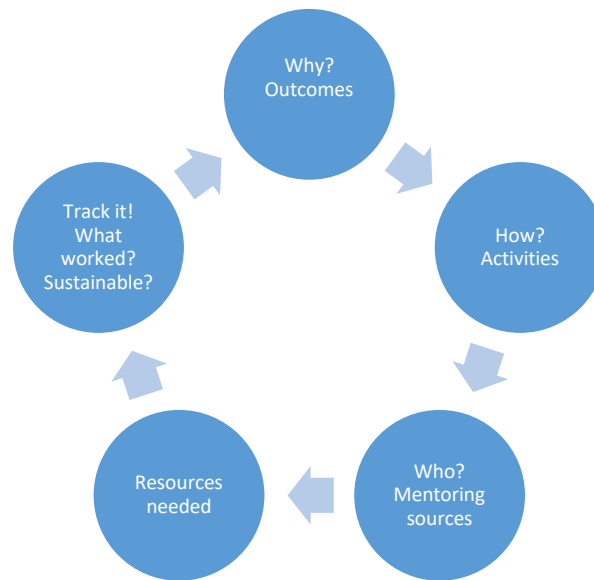 Why?
Outcomes
How?
Activities
Who?
Mentoring
sources
Resources
needed
Track it!
What
worked?
Sustainable?